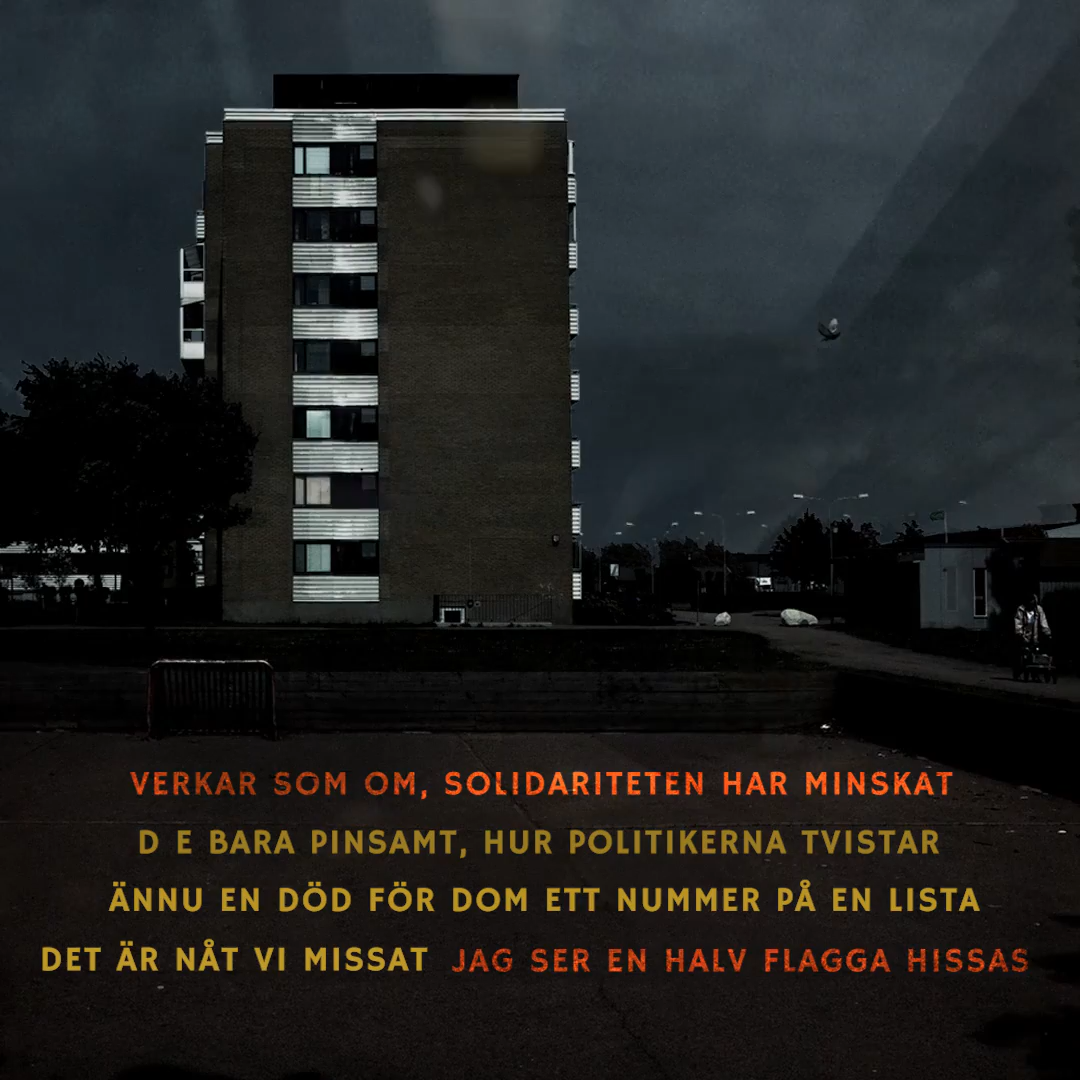 VERKAR SOM OM, SOLIDARITETEN HAR MINSKAT
D E BARA PINSAMT, HUR POLITIKERNA TVISTAR
ÄNNU EN DÖD FÖR DOM ETT NUMMER PÅ EN LISTA
DET ÄR NÅT VI MISSAT JAG SER EN HALV FLAGGA HISSAS